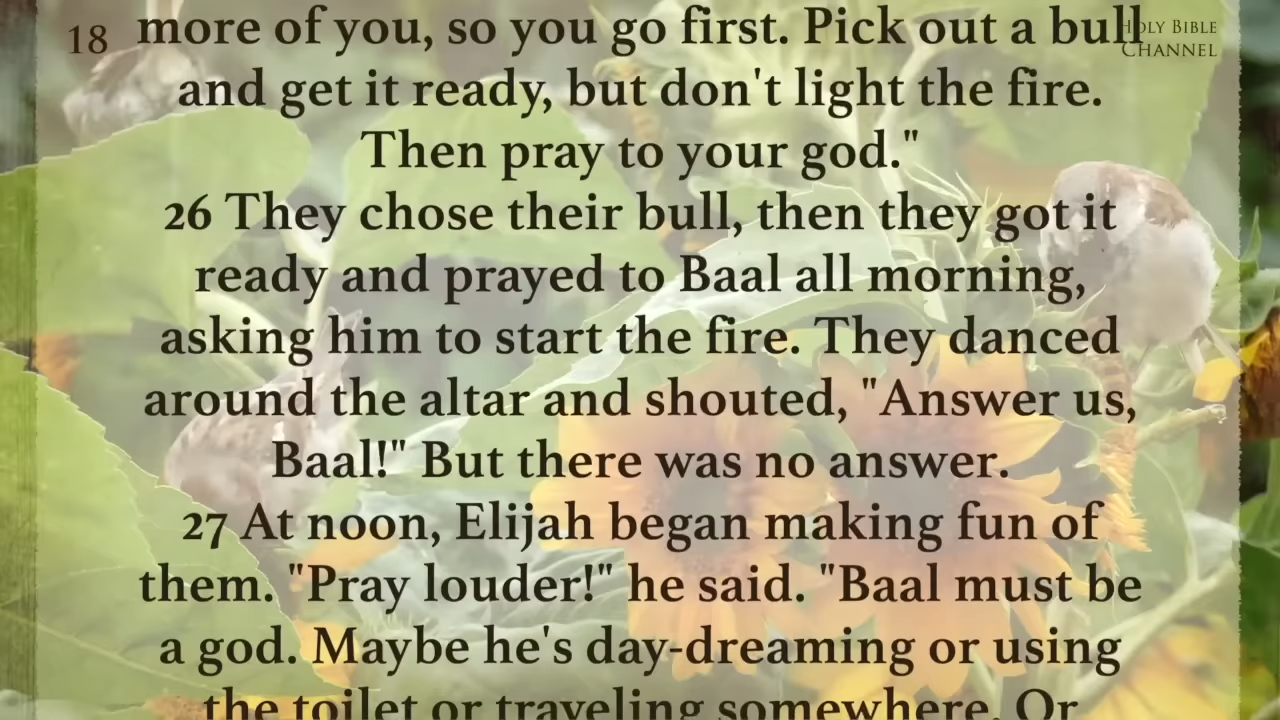 18
more of you, so you go first. Pick out a bull
HOLY BIBLE
CHANNEL
and get it ready, but don't light the fire.
Then pray to your god."
26 They chose their bull, then they got it
ready and prayed to Baal all morning,
asking him to start the fire. They danced
around the altar and shouted, "Answer us,
Baal!" But there was no answer.
27 At noon, Elijah began making fun of
them. "Pray louder!" he said. "Baal must be
a god. Maybe he's day-dreaming or using
the toilet or traveling somewhere. Or